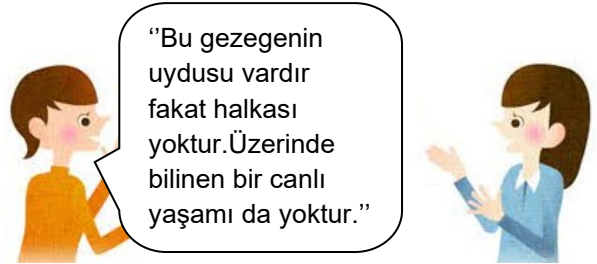 ‘’Bu gezegenin
uydusu vardır
fakat halkası
yoktur.Üzerinde
bilinen bir canlı
yaşamı da yoktur.’’